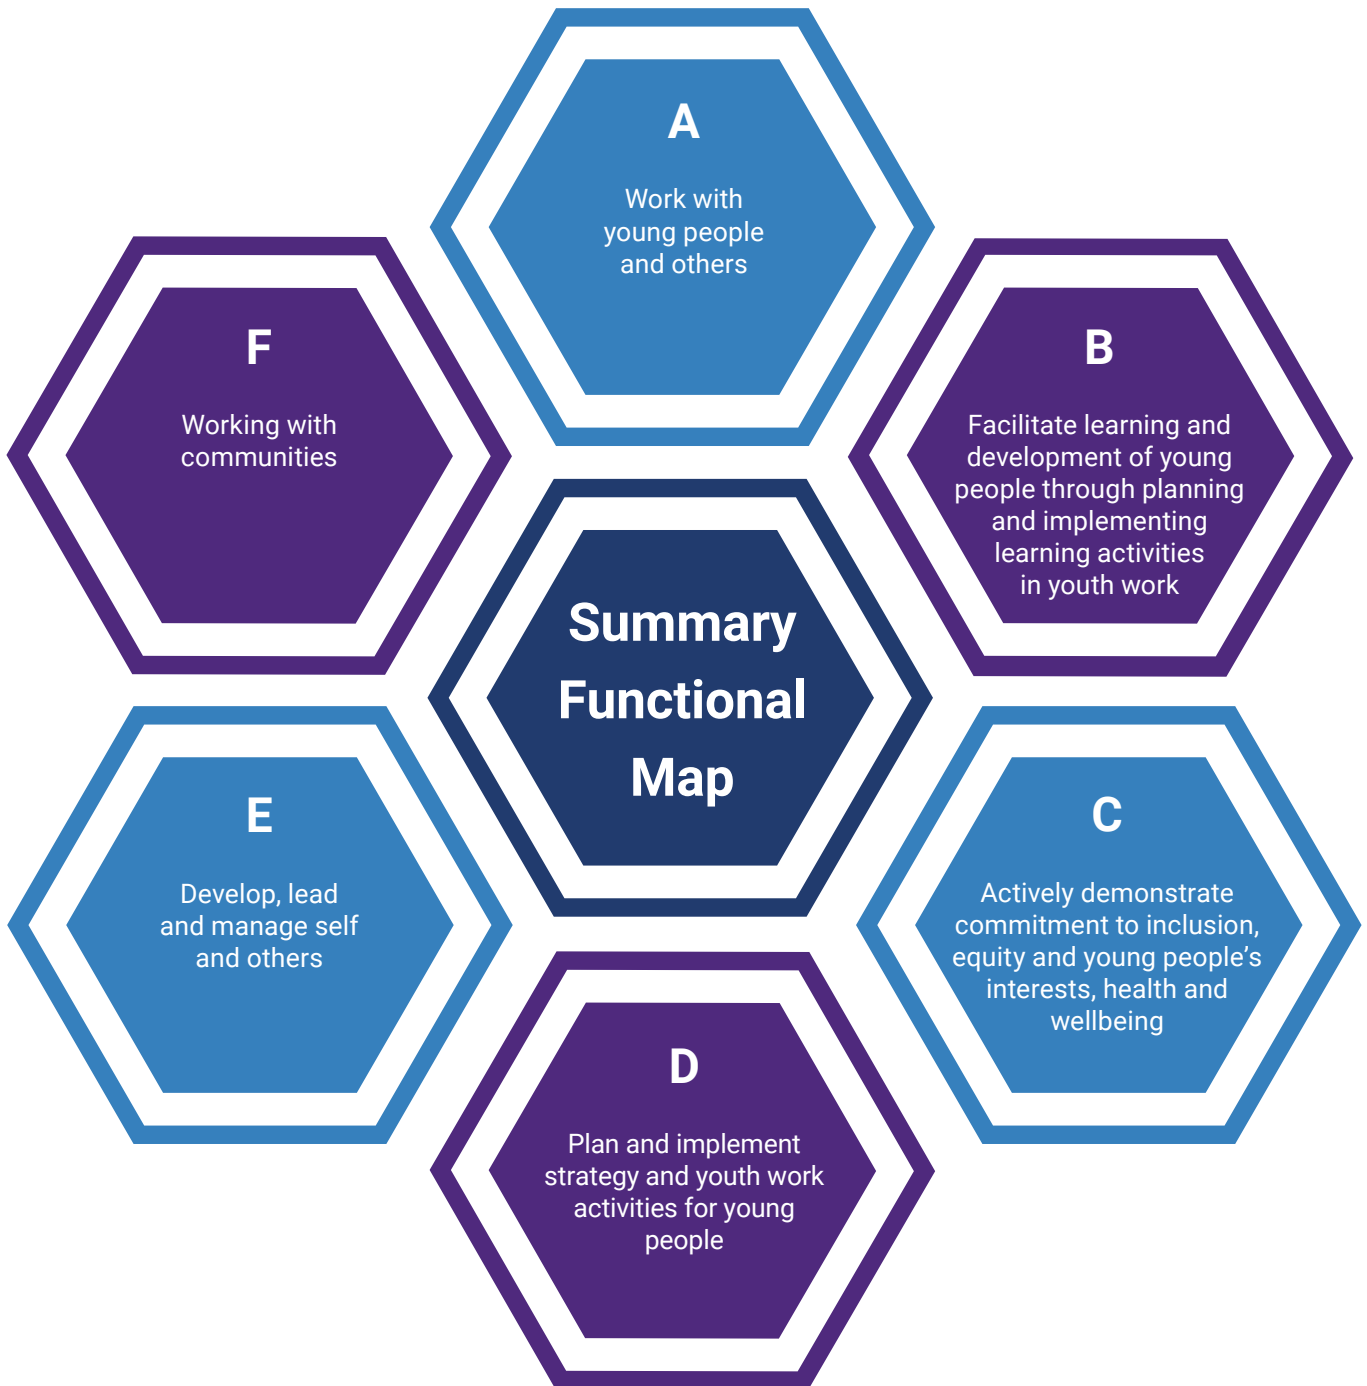 A
Work with
young people
and others
B
Facilitate learning and
development of young
people through planning
and implementing
learning activities
in youth work
C
Actively demonstrate
commitment to inclusion,
equity and young people’s
interests, health and
wellbeing
D
Plan and implement
strategy and youth work
activities for young
people
E
Develop, lead
and manage self
and others
F
Working with
communities
Summary
Functional
Map